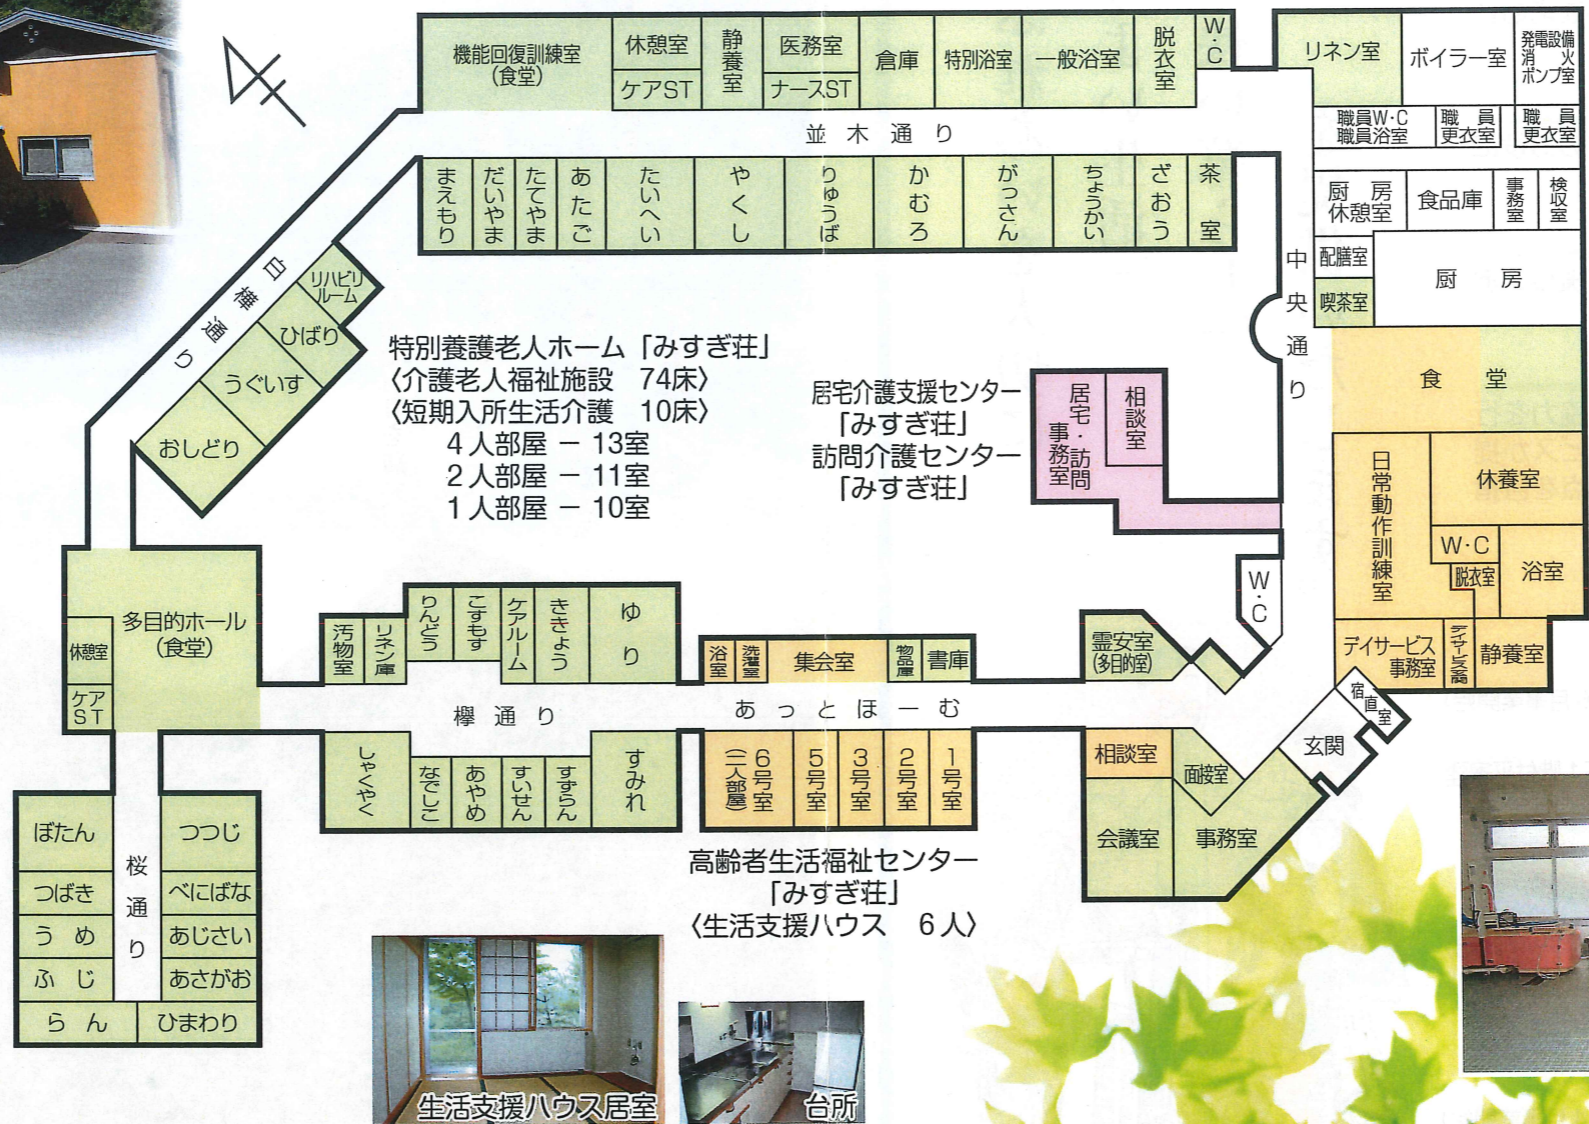 機能回復訓練室
(食堂)
休憩室
ケアST
静養室
医務室
ナースST
倉庫
特別浴室
一般浴室
脱衣室
W・C
リネン室
ボイラー室
発電設備
消火
ポンプ室
職員W・C
職員浴室
職員
更衣室
職員
更衣室
並木通り
まえもり
だいやま
たてやま
あたご
たいへい
やくし
りゅうば
かむろ
がっさん
ちょうかい
ざおう
茶室
厨房
休憩室
食品庫
事務室
検収室
配膳室
厨房
喫茶室
中央通り
食堂
白樺通り
リハビリ
ルーム
ひばり
うぐいす
おしどり
特別養護老人ホーム「みすぎ荘」
〈介護老人福祉施設 74床〉
〈短期入所生活介護 10床〉
4人部屋 － 13室
2人部屋 － 11室
1人部屋 － 10室
居宅介護支援センター
「みすぎ荘」
訪問介護センター
「みすぎ荘」
居宅・訪問
事務室
相談室
日常動作訓練室
休養室
W・C
脱衣室
浴室
デイサービス
事務室
静養室
W・C
多目的ホール
(食堂)
休憩室
ケア
ST
汚物室
リネン庫
りんどう
こすもす
ケアルーム
ききょう
ゆり
浴室
洗濯室
集会室
物品庫
書庫
霊安室
(多目的室)
宿直室
玄関
欅通り
あっとほーむ
しゃくやく
なでしこ
あやめ
すいせん
すずらん
すみれ
6号室
(二人部屋)
5号室
3号室
2号室
1号室
相談室
面接室
会議室
事務室
高齢者生活福祉センター
「みすぎ荘」
〈生活支援ハウス 6人〉
桜通り
ぼたん
つばき
うめ
ふじ
らん
つつじ
べにばな
あじさい
あさがお
ひまわり
生活支援ハウス居室
台所